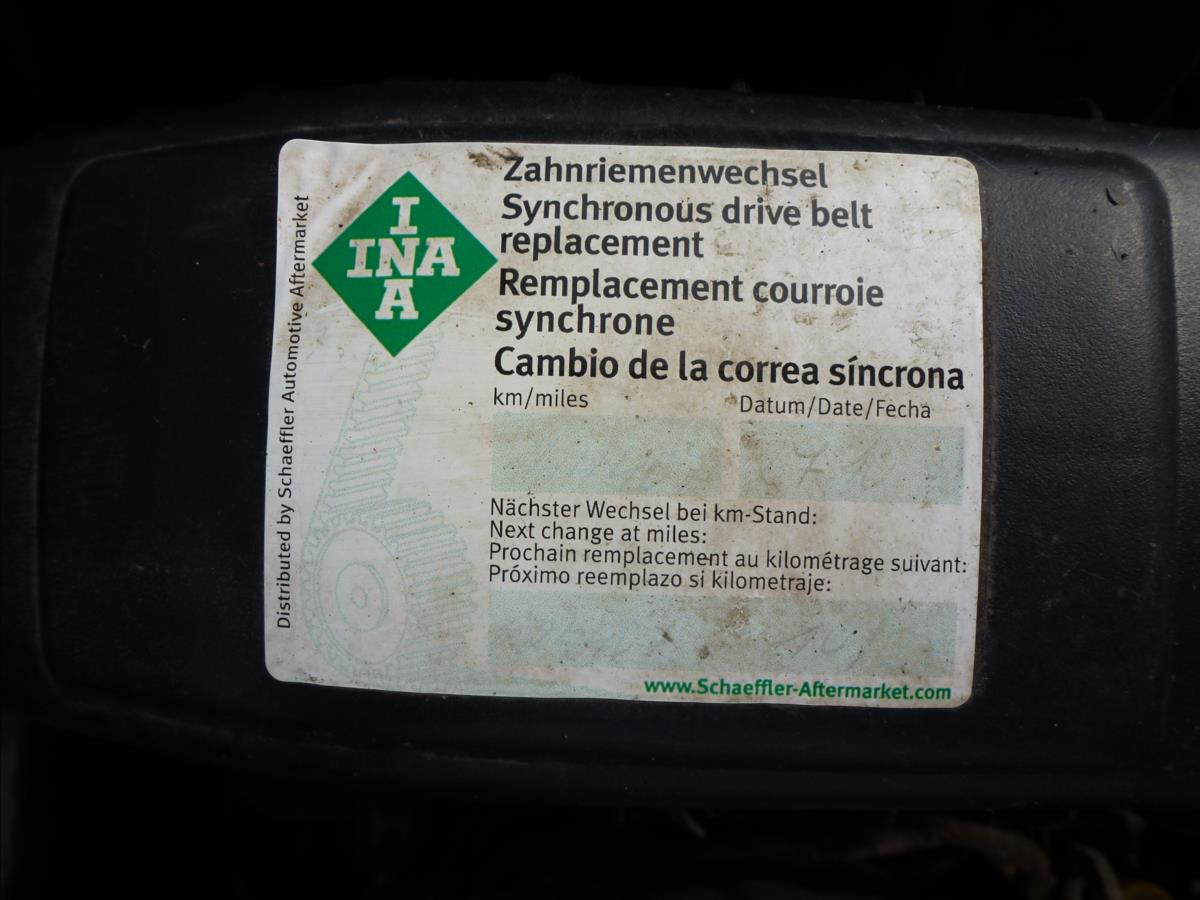 INA
INA
Zahnriemenwechsel
Synchronous drive belt
replacement
Remplacement courroie
synchrone
Cambio de la correa síncrona
km/miles
Datum/Date/Fecha
Nächster Wechsel bei km-Stand:
Next change at miles:
Prochain remplacement au kilométrage suivant:
Próximo reemplazo si kilometraje:
www.Schaeffler-Aftermarket.com
Distributed by Schaeffler Automotive Aftermarket